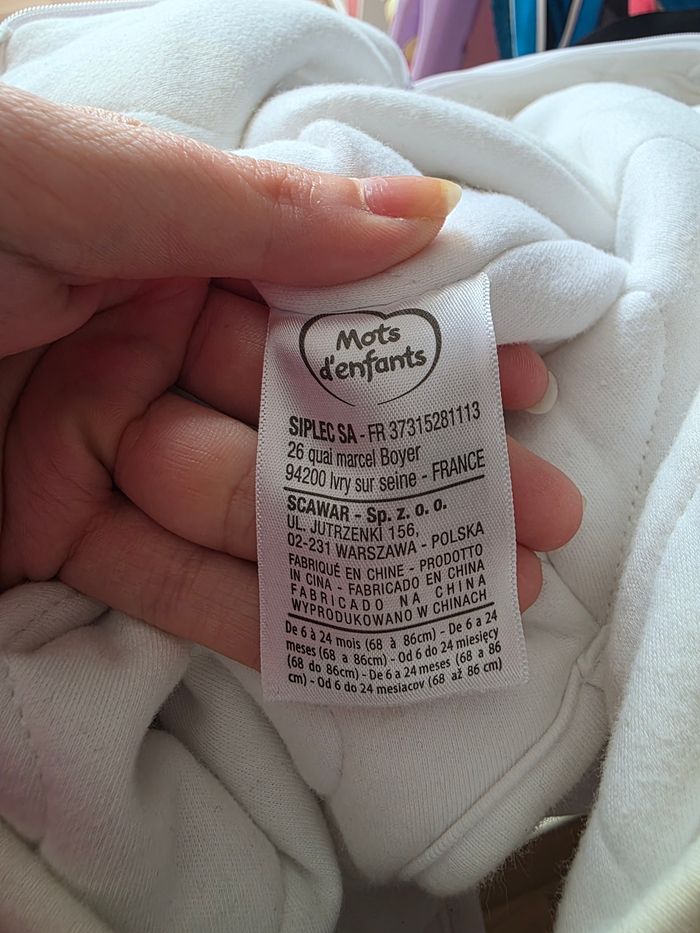 Mots
d'enfants
SIPLEC SA - FR 37315281113
26 quai marcel Boyer
94200 Ivry sur seine - FRANCE
SCAWAR - Sp. z. o. o.
UL. JUTRZENKI 156,
02-231 WARSZAWA - POLSKA
FABRIQUÉ EN CHINE - PRODOTTO
IN CINA - FABRICADO EN CHINA
FABRICADO NA CHINA
WYPRODUKOWANO W CHINACH
De 6 à 24 mois (68 à 86cm) - De 6 a 24
meses (68 a 86cm) - Od 6 do 24 miesięcy
(68 do 86cm) - De 6 a 24 meses (68 a 86
cm) - Od 6 do 24 mesiacov (68 až 86 cm)